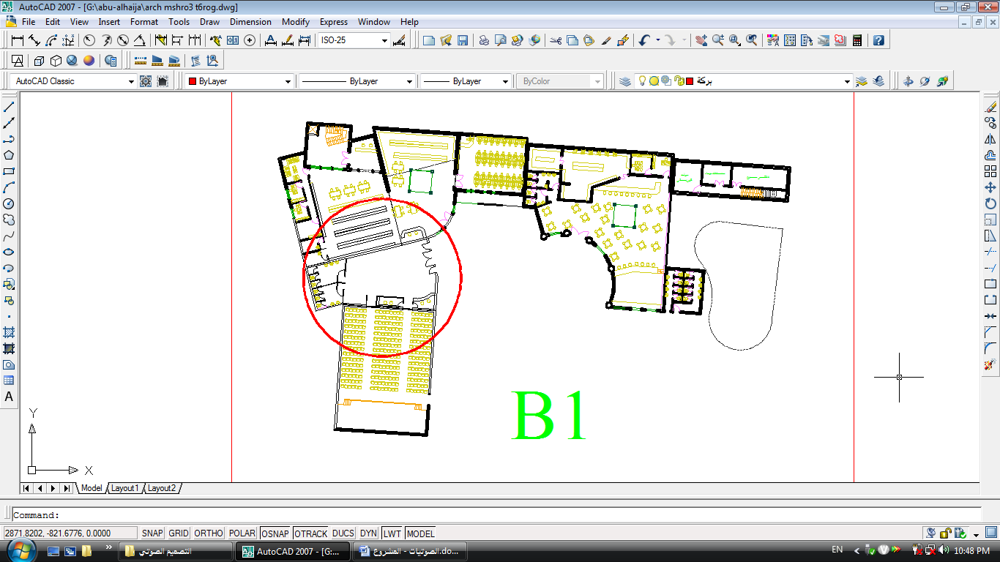 AutoCAD 2007 - [G:\abu-alhaija\arch mshro3 t6rog.dwg]
File Edit View Insert Format Tools Draw Dimension Modify Express Window Help
ISO-25
AutoCAD Classic ByLayer ByLayer ByLayer ByColor بركة
B1
Y
X
Model Layout1 Layout2
Command:
2871.8202, -821.6776, 0.0000 SNAP GRID ORTHO POLAR OSNAP OTRACK DUCS DYN LWT MODEL
التصميم الصوتي AutoCAD 2007 - [G:... الصوتيات - المشروع.do... EN 10:48 PM